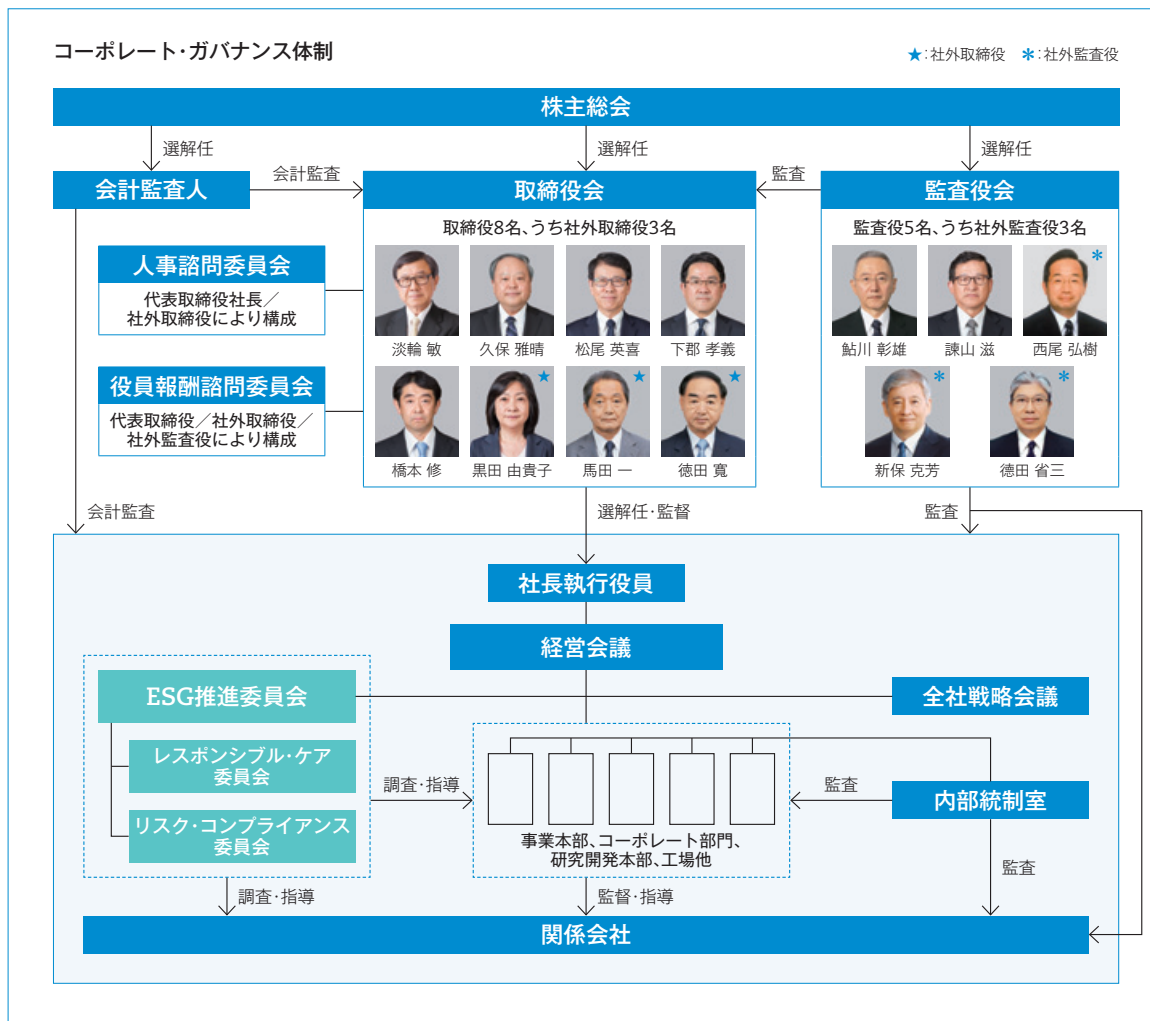 コーポレート・ガバナンス体制
★:社外取締役 ＊:社外監査役
株主総会
選解任
選解任
選解任
会計監査人
会計監査
取締役会
監査
監査役会
取締役8名、うち社外取締役3名
監査役5名、うち社外監査役3名
人事諮問委員会
代表取締役社長／
社外取締役により構成
★
＊
淡輪 敏
久保 雅晴
松尾 英喜
下郡 孝義
鮎川 彰雄
諫山 滋
西尾 弘樹
役員報酬諮問委員会
代表取締役／社外取締役／
社外監査役により構成
★
★
＊
＊
橋本 修
黒田 由貴子
馬田 一
徳田 寛
新保 克芳
德田 省三
会計監査
選解任・監督
監査
社長執行役員
経営会議
ESG推進委員会
全社戦略会議
レスポンシブル・ケア
委員会
調査・指導
監査
内部統制室
リスク・コンプライアンス
委員会
事業本部、コーポレート部門、
研究開発本部、工場他
調査・指導
監督・指導
監査
関係会社